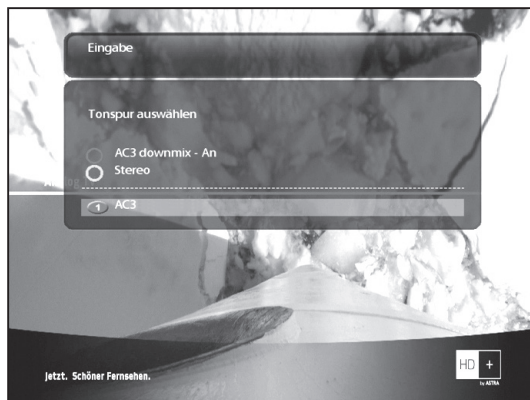 Eingabe
Tonspur auswählen
AC3 downmix - An
Stereo
1 AC3
Jetzt. Schöner Fernsehen.
HD +
by ASTRA